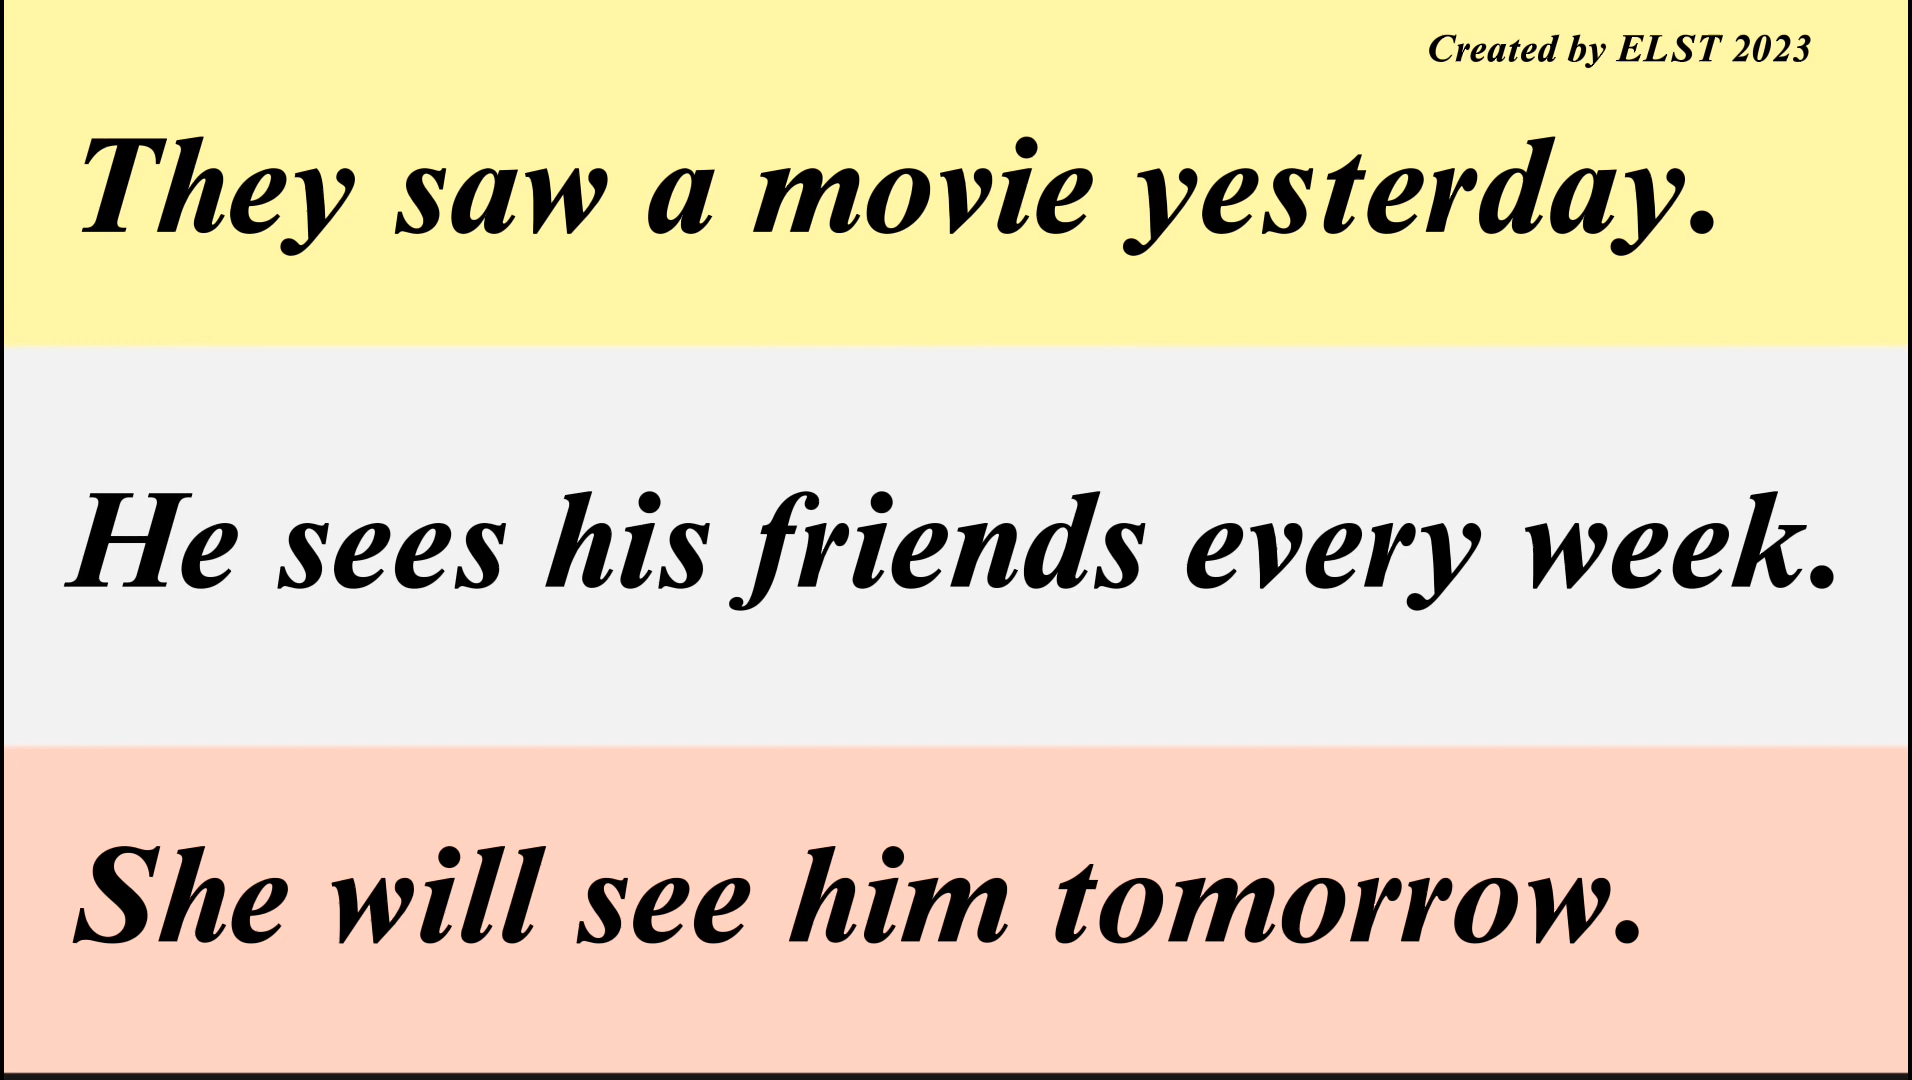 Created by ELST 2023
They saw a movie yesterday.
He sees his friends every week.
She will see him tomorrow.